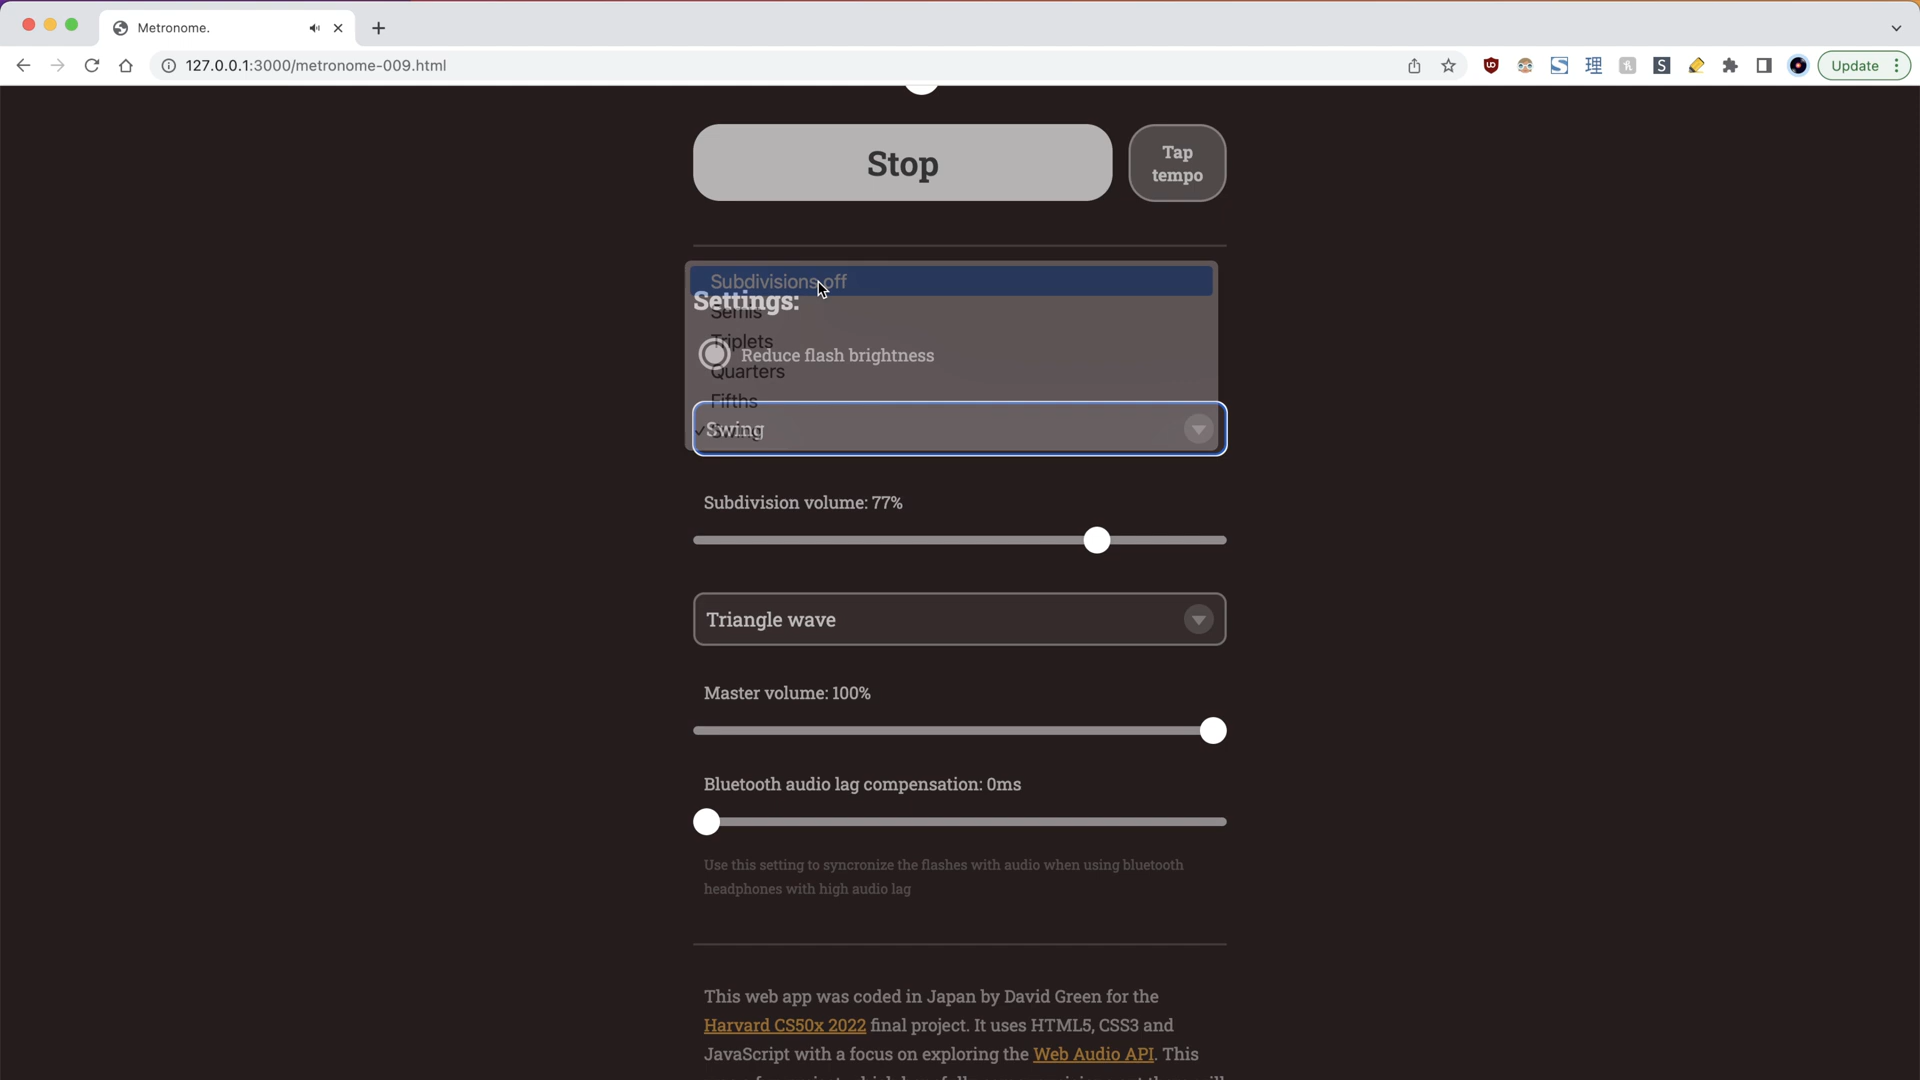 Metronome.
127.0.0.1:3000/metronome-009.html
Update
Stop
Tap
tempo
Subdivisions off
Settings:
Semis
Triplets
Reduce flash brightness
Quarters
Fifths
Swing
Subdivision volume: 77%
Triangle wave
Master volume: 100%
Bluetooth audio lag compensation: 0ms
Use this setting to syncronize the flashes with audio when using bluetooth
headphones with high audio lag
This web app was coded in Japan by David Green for the
Harvard CS50x 2022 final project. It uses HTML5, CSS3 and
JavaScript with a focus on exploring the Web Audio API. This